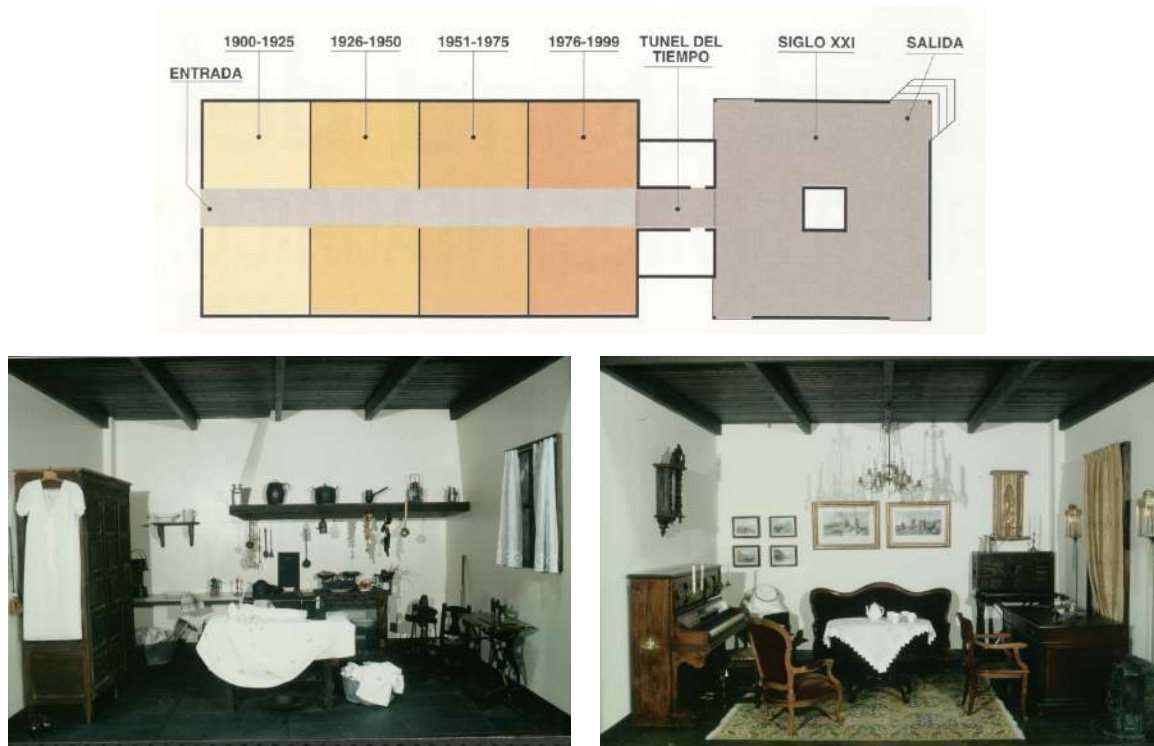 1900-1925
1926-1950
1951-1975
1976-1999
TUNEL DEL
TIEMPO
SIGLO XXI
SALIDA
ENTRADA